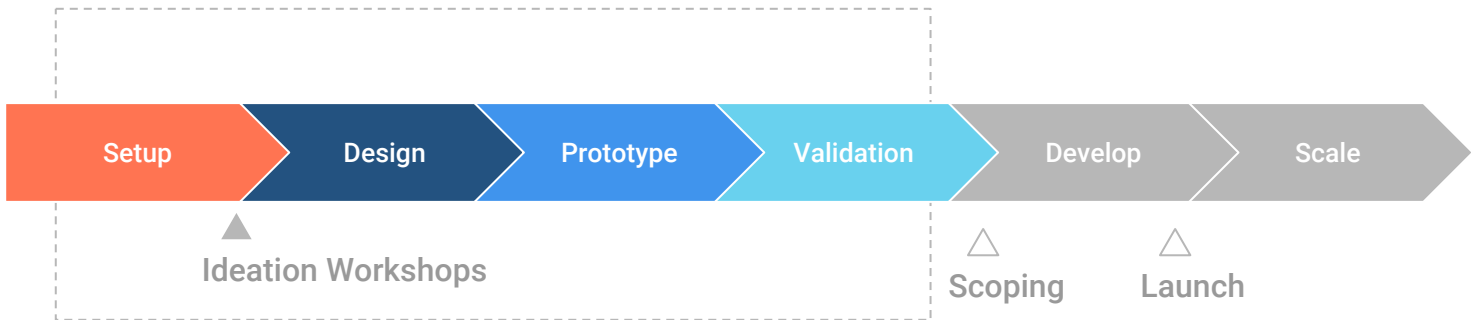 Setup
Design
Prototype
Validation
Develop
Scale
Ideation Workshops
Scoping
Launch